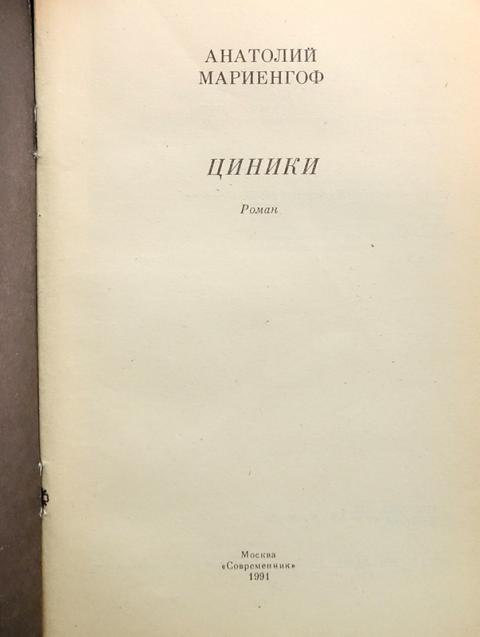 АНАТОЛИЙ
МАРИЕНГОФ
ЦИНИКИ
Роман
Москва
«Современник»
1991